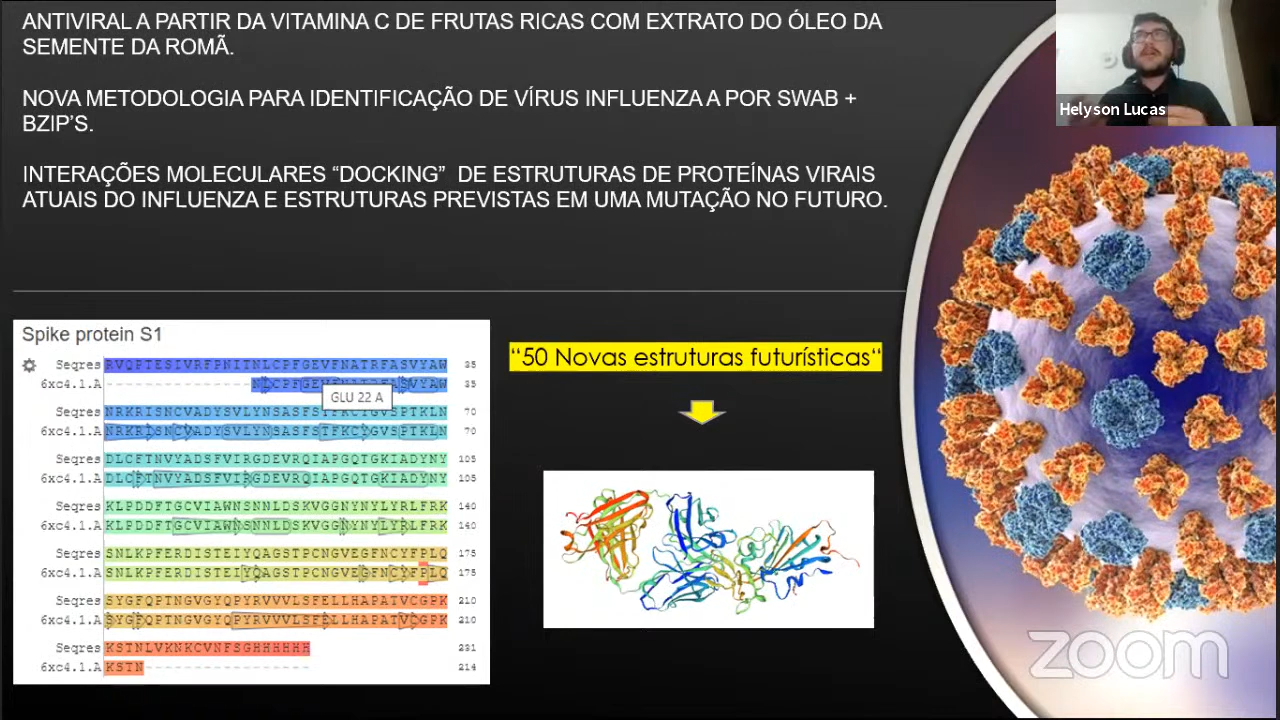 ANTIVIRAL A PARTIR DA VITAMINA C DE FRUTAS RICAS COM EXTRATO DO ÓLEO DA
SEMENTE DA ROMÃ.
NOVA METODOLOGIA PARA IDENTIFICAÇÃO DE VÍRUS INFLUENZA A POR SWAB +
BZIP'S.
INTERAÇÕES MOLECULARES “DOCKING” DE ESTRUTURAS DE PROTEÍNAS VIRAIS
ATUAIS DO INFLUENZA E ESTRUTURAS PREVISTAS EM UMA MUTAÇÃO NO FUTURO.
Helyson Lucas
Spike protein S1
Seqres RVQPTESIVRFPNITNLCPFGEVFNATRFASVYAW 35
6xc4.1.A ---------------NLCPFGEV ASVYAW 35
GLU 22 A
Seqres NRKRISNCVADYSVLYNSASFSTFKCYGVSPTKLN 70
6xc4.1.A NRKRISNCVADYSVLYNSASFSTFKCYGVSPTKLN 70
Seqres DLCFTNVYADSFVIRGDEVRQIAPGQTGKIADYNY 105
6xc4.1.A DLCFTNVYADSFVIRGDEVRQIAPGQTGKIADYNY 105
Seqres KLPDDFTGCVIAWNSNNLDSKVGGNYNYLYRLFRK 140
6xc4.1.A KLPDDFTGCVIAWNSNNLDSKVGGNYNYLYRLFRK 140
Seqres SNLKPFERDISTEIYQAGSTPCNGVEGFNCYFPLQ 175
6xc4.1.A SNLKPFERDISTEIYQAGSTPCNGVEGFNCYFPLQ 175
Seqres SYGFQPTNGVGYQPYRVVVLSFELLHAPATVCGPK 210
6xc4.1.A SYGFQPTNGVGYQPYRVVVLSFELLHAPATVCGPK 210
Seqres KSTNLVKNKCVNFSGHHHHHH 231
6xc4.1.A KSTN----------------- 214
“50 Novas estruturas futurísticas“
zoom